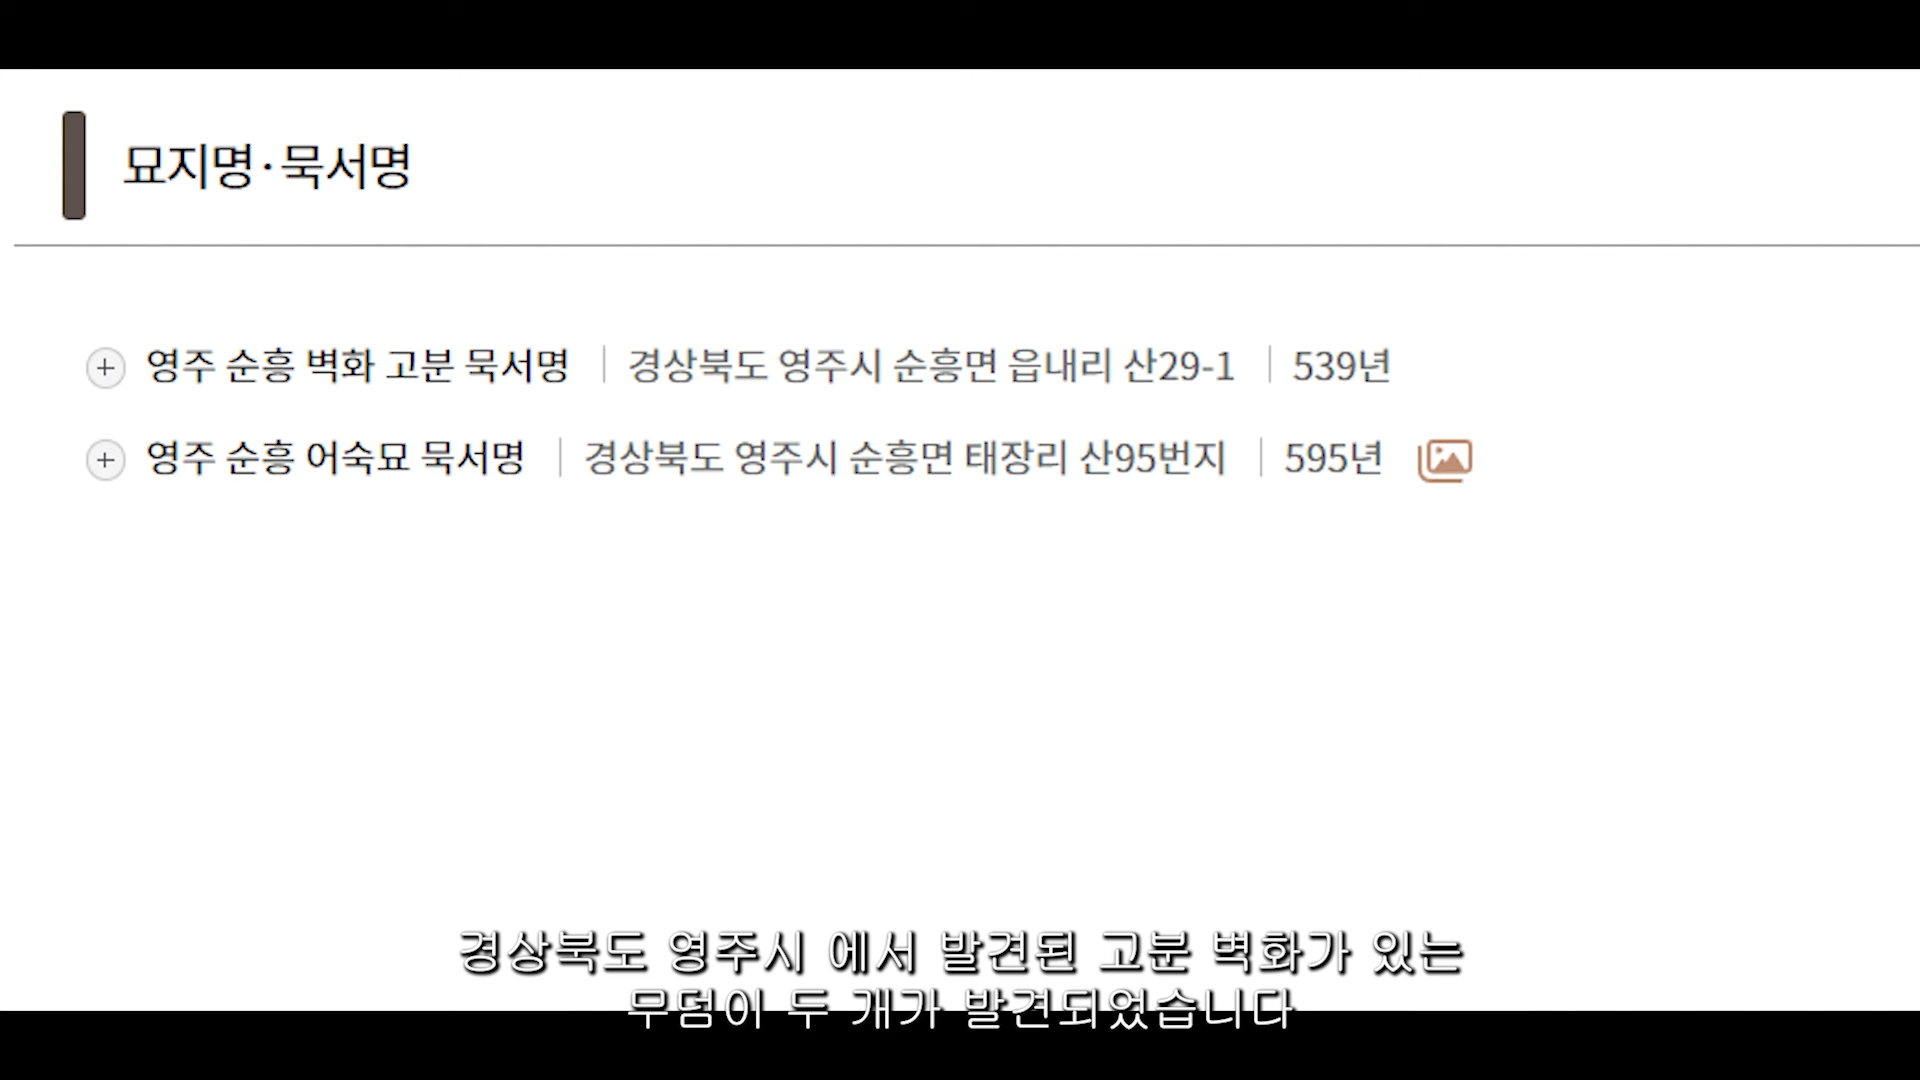 묘지명·묵서명
영주 순흥 벽화 고분 묵서명 경상북도 영주시 순흥면 읍내리 산29-1 539년
영주 순흥 어숙묘 묵서명 경상북도 영주시 순흥면 태장리 산95번지 595년
경상북도 영주시 에서 발견된 고분 벽화가 있는
무덤이 두 개가 발견되었습니다